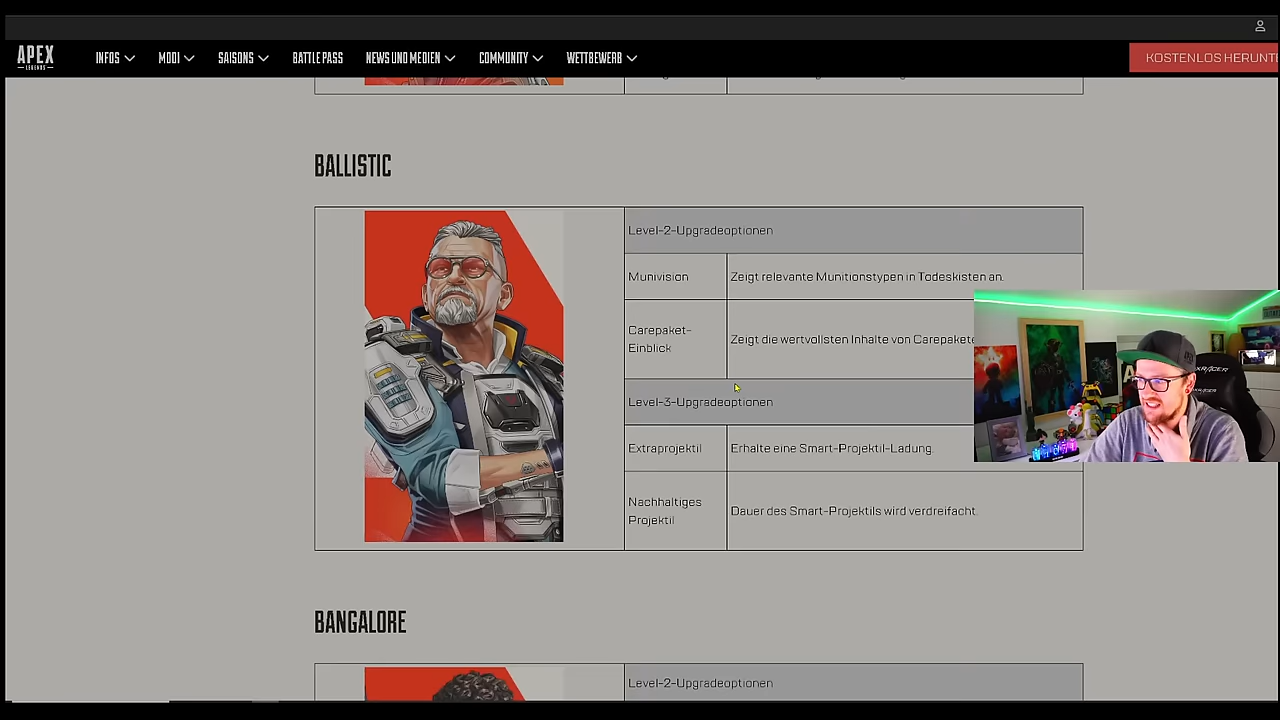 APEX
LEGENDS
INFOS
MODI
SAISONS
BATTLE PASS
NEWS UND MEDIEN
COMMUNITY
WETTBEWERB
KOSTENLOS HERUNT
BALLISTIC
Level-2-Upgradeoptionen
Munivision
Zeigt relevante Munitionstypen in Todeskisten an.
Carepaket-
Einblick
Zeigt die wertvollsten Inhalte von Carepakete
Level-3-Upgradeoptionen
Extraprojektil
Erhalte eine Smart-Projektil-Ladung.
Nachhaltiges
Projektil
Dauer des Smart-Projektils wird verdreifacht.
BANGALORE
Level-2-Upgradeoptionen